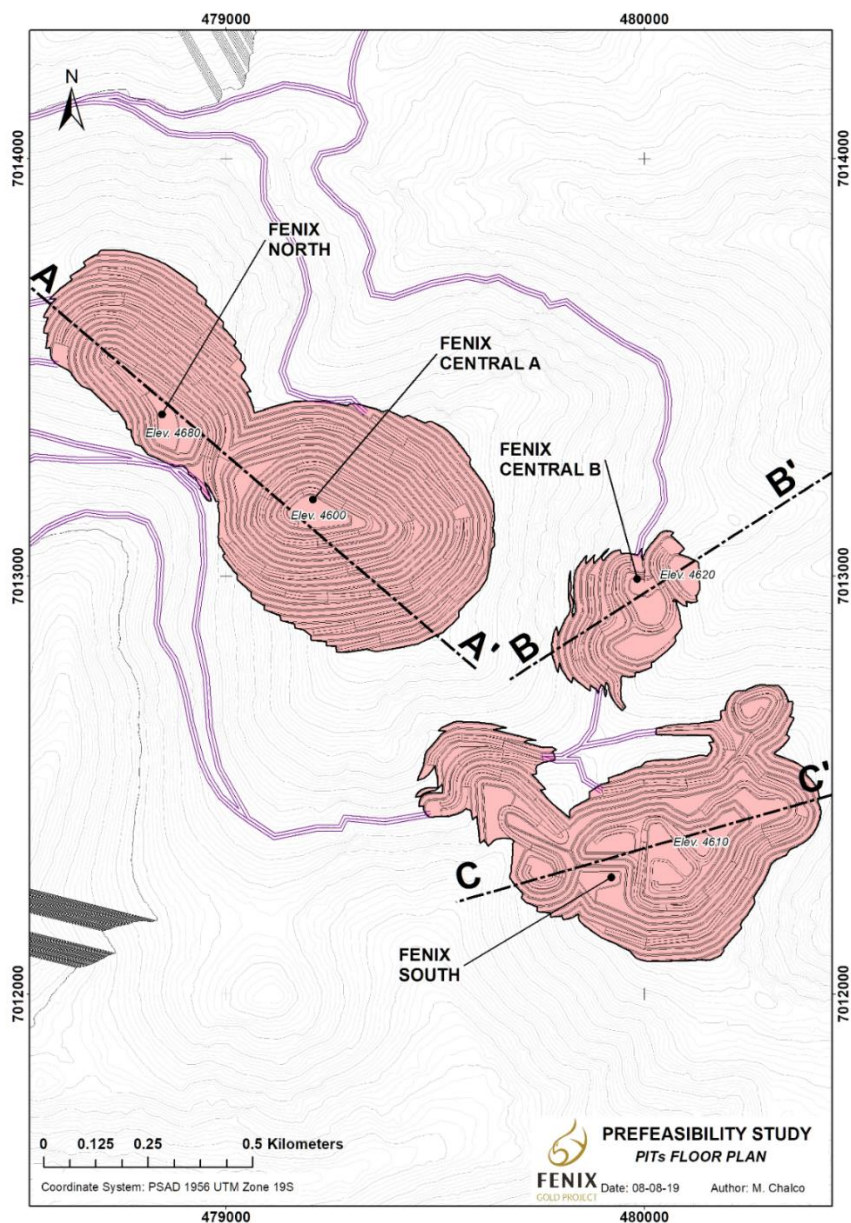 479000
480000
N
7014000
7014000
FENIX
NORTH
A
FENIX
CENTRAL A
Elev. 4680
FENIX
CENTRAL B
B'
Elev. 4600
7013000
7013000
Elev. 4620
A'
B
C'
Elev. 4610
C
FENIX
SOUTH
7012000
7012000
0 0.125 0.25 0.5 Kilometers
Coordinate System: PSAD 1956 UTM Zone 19S
FENIX
GOLD PROJECT
PREFEASIBILITY STUDY
PITs FLOOR PLAN
Date: 08-08-19 Author: M. Chalco
479000
480000